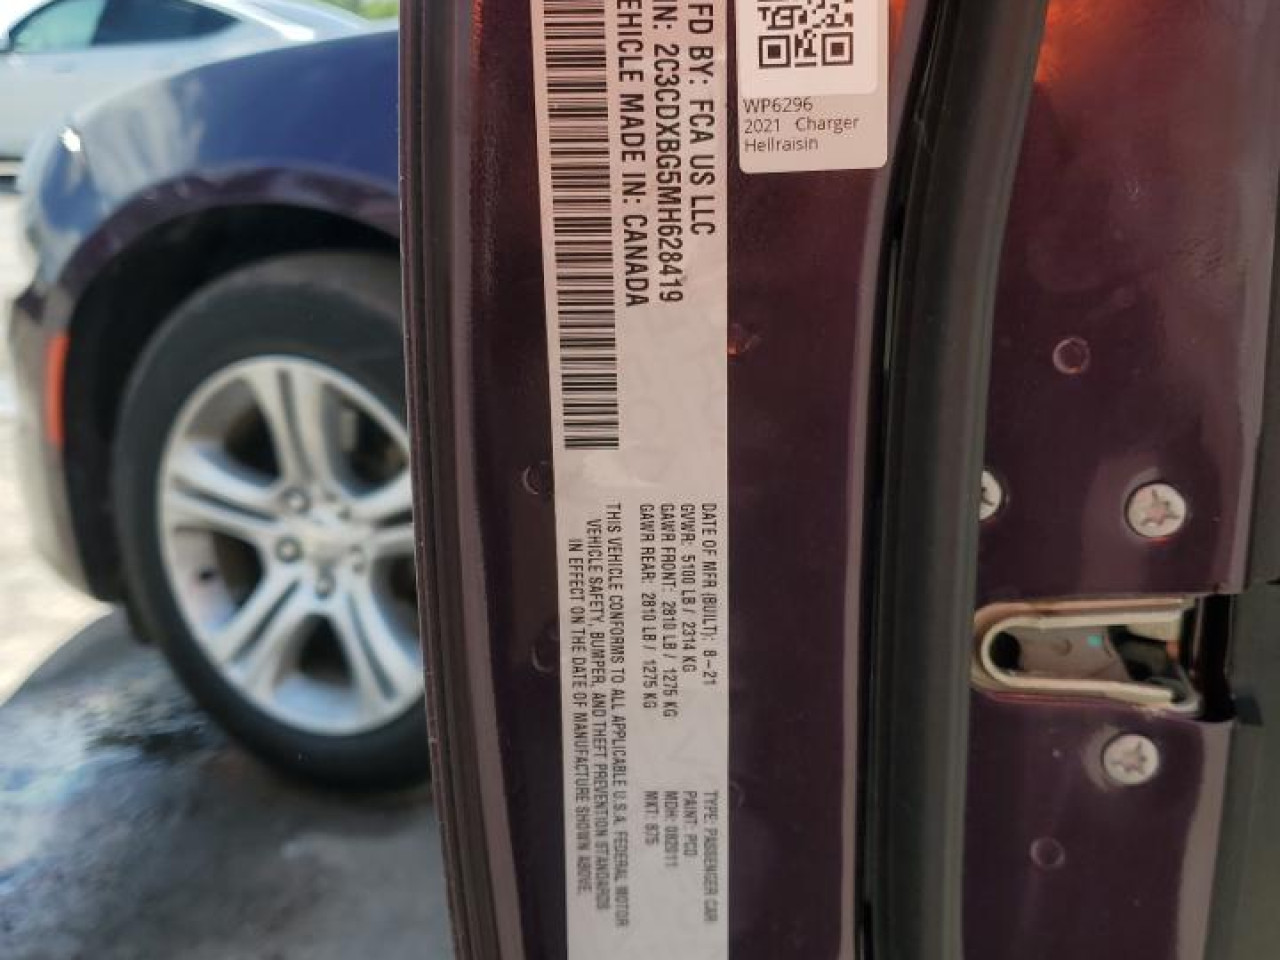 FD BY: FCA US LLC
IN: 2C3CDXBG5MH628419
EHICLE MADE IN: CANADA
WP6296
2021 Charger
Hellraisin
DATE OF MFR (BUILT): 8-21
GVWR: 5100 LB / 2314 KG
GAWR FRONT: 2810 LB / 1275 KG
GAWR REAR: 2810 LB / 1275 KG
THIS VEHICLE CONFORMS TO ALL APPLICABLE U.S.A. FEDERAL MOTOR
VEHICLE SAFETY, BUMPER, AND THEFT PREVENTION STANDARDS
IN EFFECT ON THE DATE OF MANUFACTURE SHOWN ABOVE.
TYPE: PASSENGER CAR
PAINT:
MDH: 082011
MKT: